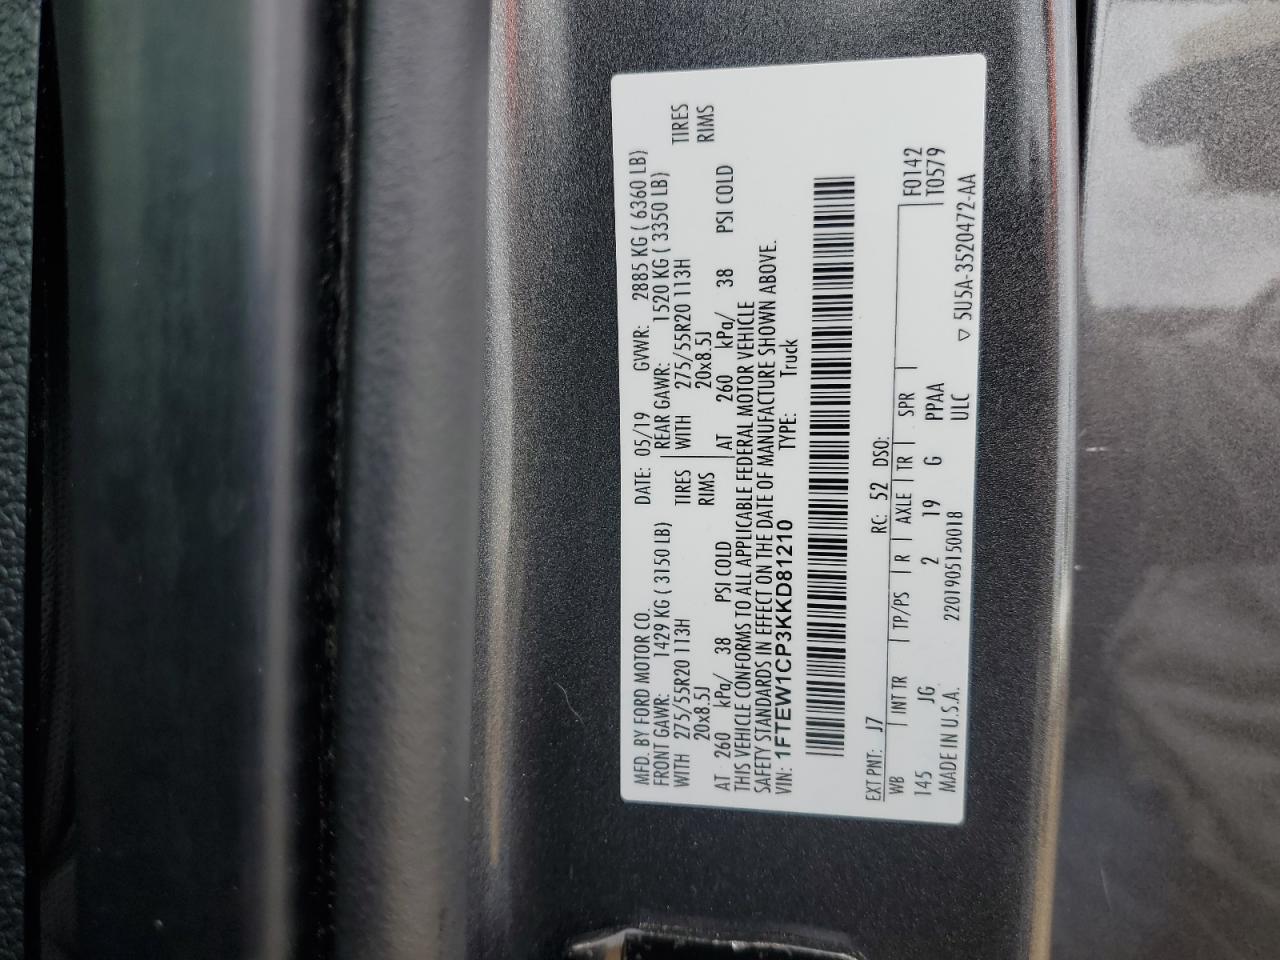 MFD. BY FORD MOTOR CO. DATE: 05/19 GVWR: 2885 KG ( 6360 LB)
FRONT GAWR: 1429 KG ( 3150 LB) REAR GAWR: 1520 KG ( 3350 LB)
WITH 275/55R20 113H TIRES WITH 275/55R20 113H TIRES
20x8.5J RIMS 20x8.5J RIMS
AT 260 kPa/ 38 PSI COLD AT 260 kPa/ 38 PSI COLD
THIS VEHICLE CONFORMS TO ALL APPLICABLE FEDERAL MOTOR VEHICLE
SAFETY STANDARDS IN EFFECT ON THE DATE OF MANUFACTURE SHOWN ABOVE.
VIN: 1FTEW1CP3KKD81210 TYPE: Truck
EXT PNT: J7 RC: 52 DSO:
WB INT TR TP/PS R AXLE TR SPR F0142
145 JG 2 19 G PPAA T0579
MADE IN U.S.A. 2201905150018 ULC ▽ 5U5A-3520472-AA